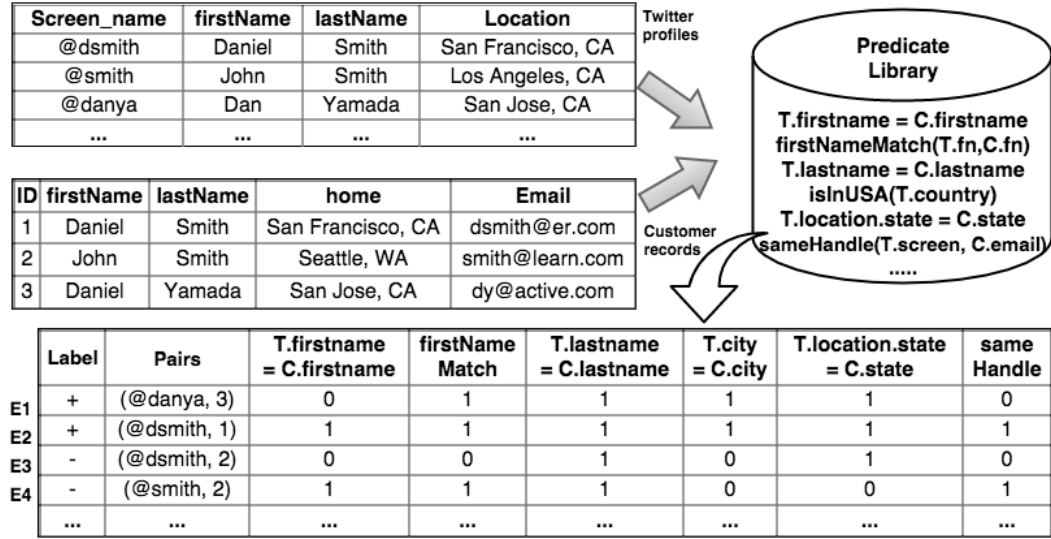 Screen_name firstName lastName Location
@dsmith Daniel Smith San Francisco, CA
@smith John Smith Los Angeles, CA
@danya Dan Yamada San Jose, CA
... ... ... ...
Twitter
profiles
ID firstName lastName home Email
1 Daniel Smith San Francisco, CA dsmith@er.com
2 John Smith Seattle, WA smith@learn.com
3 Daniel Yamada San Jose, CA dy@active.com
Customer
records
Predicate
Library
T.firstname = C.firstname
firstNameMatch(T.fn,C.fn)
T.lastname = C.lastname
isInUSA(T.country)
T.location.state = C.state
sameHandle(T.screen, C.email)
.....
Label Pairs T.firstname = C.firstname firstName Match T.lastname = C.lastname T.city = C.city T.location.state = C.state same Handle
E1 + (@danya, 3) 0 1 1 1 1 0
E2 + (@dsmith, 1) 1 1 1 1 1 1
E3 - (@dsmith, 2) 0 0 1 0 1 0
E4 - (@smith, 2) 1 1 1 0 0 1
... ... ... ... ... ... ... ...